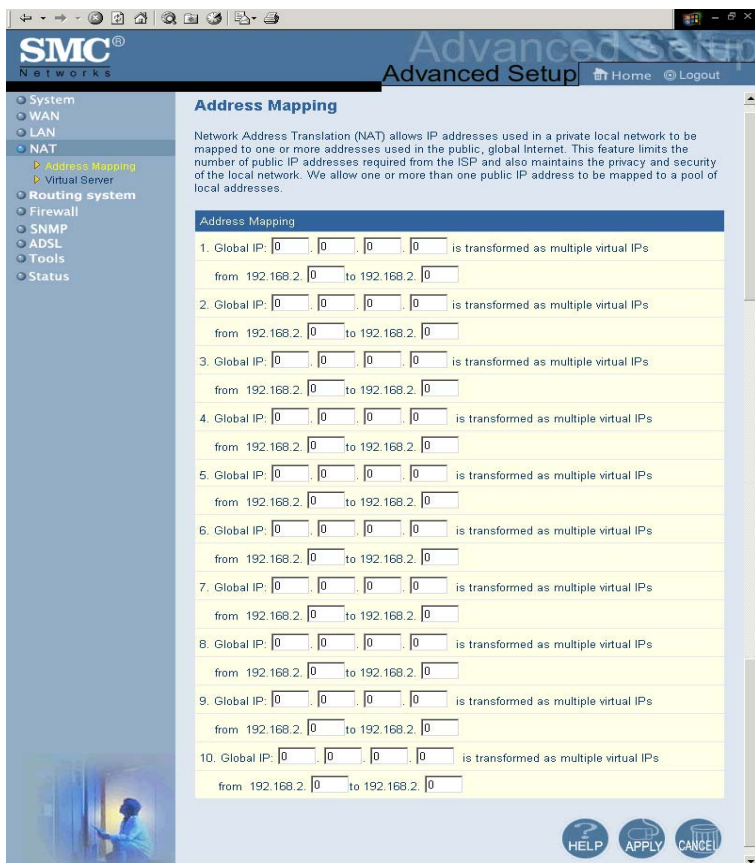 Advanced Setup
SMC®
Networks
Advanced Setup
Home
Logout
System
WAN
LAN
NAT
Address Mapping
Virtual Server
Routing system
Firewall
SNMP
ADSL
Tools
Status
Address Mapping
Network Address Translation (NAT) allows IP addresses used in a private local network to be
mapped to one or more addresses used in the public, global Internet. This feature limits the
number of public IP addresses required from the ISP and also maintains the privacy and security
of the local network. We allow one or more than one public IP address to be mapped to a pool of
local addresses.
Address Mapping
1. Global IP: 0 . 0 . 0 . 0 is transformed as multiple virtual IPs
from 192.168.2. 0 to 192.168.2. 0
2. Global IP: 0 . 0 . 0 . 0 is transformed as multiple virtual IPs
from 192.168.2. 0 to 192.168.2. 0
3. Global IP: 0 . 0 . 0 . 0 is transformed as multiple virtual IPs
from 192.168.2. 0 to 192.168.2. 0
4. Global IP: 0 . 0 . 0 . 0 is transformed as multiple virtual IPs
from 192.168.2. 0 to 192.168.2. 0
5. Global IP: 0 . 0 . 0 . 0 is transformed as multiple virtual IPs
from 192.168.2. 0 to 192.168.2. 0
6. Global IP: 0 . 0 . 0 . 0 is transformed as multiple virtual IPs
from 192.168.2. 0 to 192.168.2. 0
7. Global IP: 0 . 0 . 0 . 0 is transformed as multiple virtual IPs
from 192.168.2. 0 to 192.168.2. 0
8. Global IP: 0 . 0 . 0 . 0 is transformed as multiple virtual IPs
from 192.168.2. 0 to 192.168.2. 0
9. Global IP: 0 . 0 . 0 . 0 is transformed as multiple virtual IPs
from 192.168.2. 0 to 192.168.2. 0
10. Global IP: 0 . 0 . 0 . 0 is transformed as multiple virtual IPs
from 192.168.2. 0 to 192.168.2. 0
HELP
APPLY
CANCEL